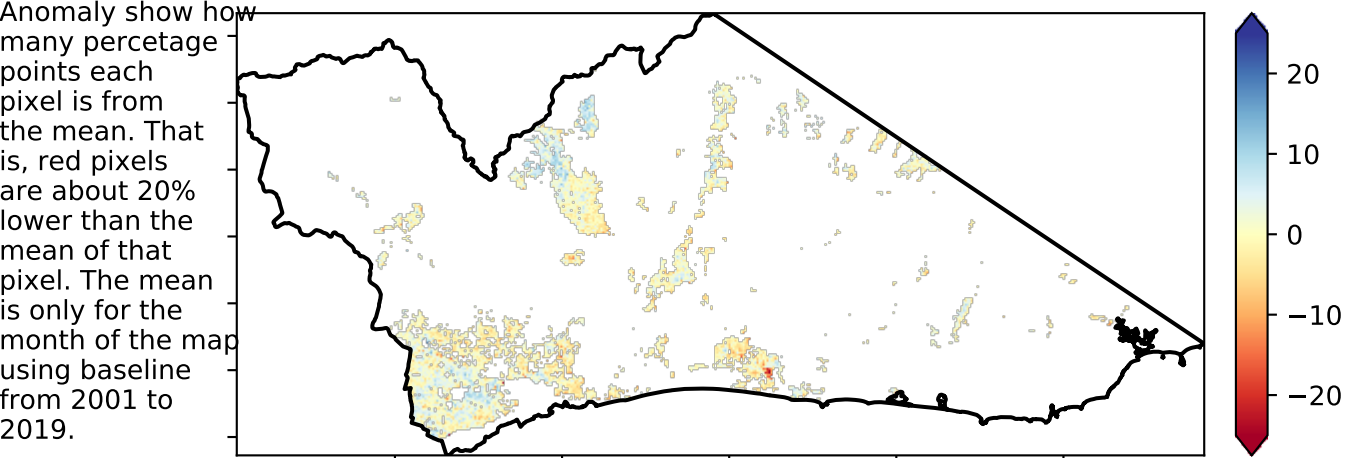 Anomaly show how
many percetage
points each
pixel is from
the mean. That
is, red pixels
are about 20%
lower than the
mean of that
pixel. The mean
is only for the
month of the map
using baseline
from 2001 to
2019.
20
10
0
−10
−20